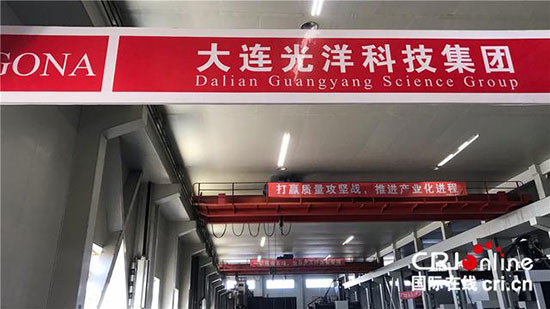 GONA
大连光洋科技集团
Dalian Guangyang Science Group
打赢质量攻坚战，推进产业化进程
CRIonline
国际在线 cri.cn